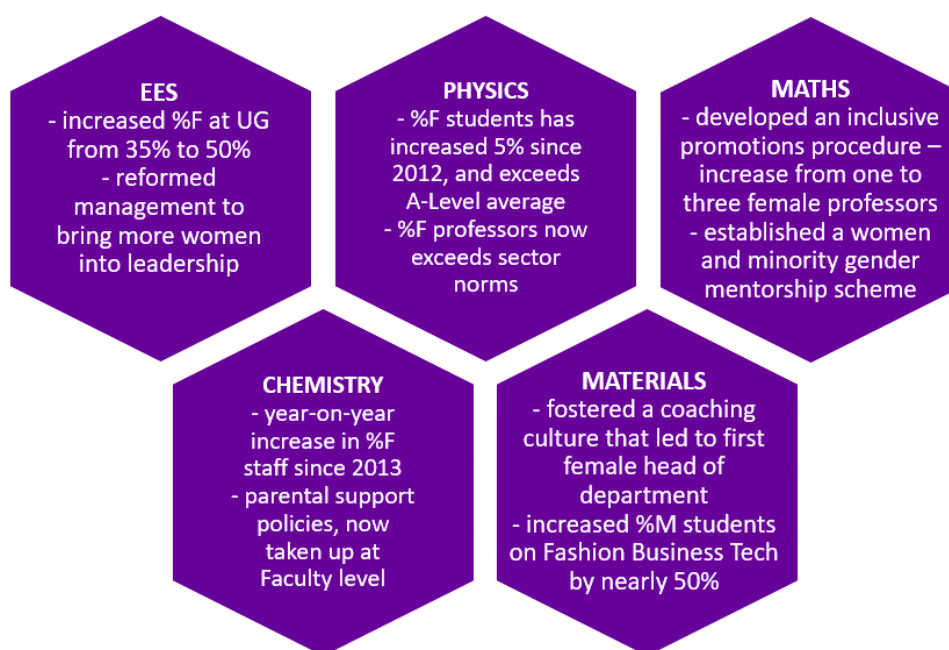 EES
- increased %F at UG
from 35% to 50%
- reformed
management to
bring more women
into leadership
PHYSICS
- %F students has
increased 5% since
2012, and exceeds
A-Level average
- %F professors now
exceeds sector
norms
MATHS
- developed an inclusive
promotions procedure –
increase from one to
three female professors
- established a women
and minority gender
mentorship scheme
CHEMISTRY
- year-on-year
increase in %F
staff since 2013
- parental support
policies, now
taken up at
Faculty level
MATERIALS
- fostered a coaching
culture that led to first
female head of
department
- increased %M students
on Fashion Business Tech
by nearly 50%